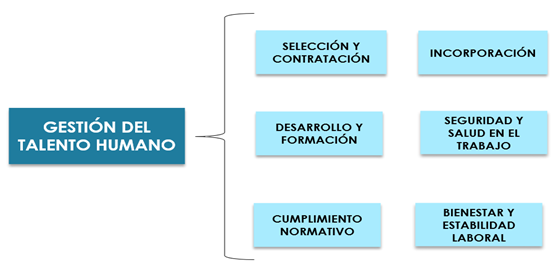 GESTIÓN DEL
TALENTO HUMANO
SELECCIÓN Y
CONTRATACIÓN
INCORPORACIÓN
DESARROLLO Y
FORMACIÓN
SEGURIDAD Y
SALUD EN EL
TRABAJO
CUMPLIMIENTO
NORMATIVO
BIENESTAR Y
ESTABILIDAD
LABORAL